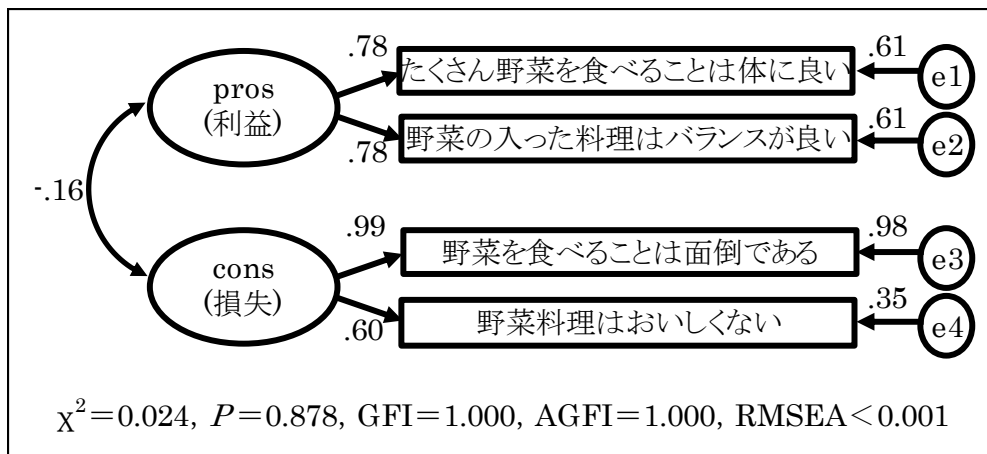 .78
.61
たくさん野菜を食べることは体に良い
e1
pros
(利益)
.61
野菜の入った料理はバランスが良い
e2
.78
-.16
.99
.98
野菜を食べることは面倒である
e3
cons
(損失)
.35
野菜料理はおいしくない
e4
.60
χ²=0.024, P=0.878, GFI=1.000, AGFI=1.000, RMSEA<0.001